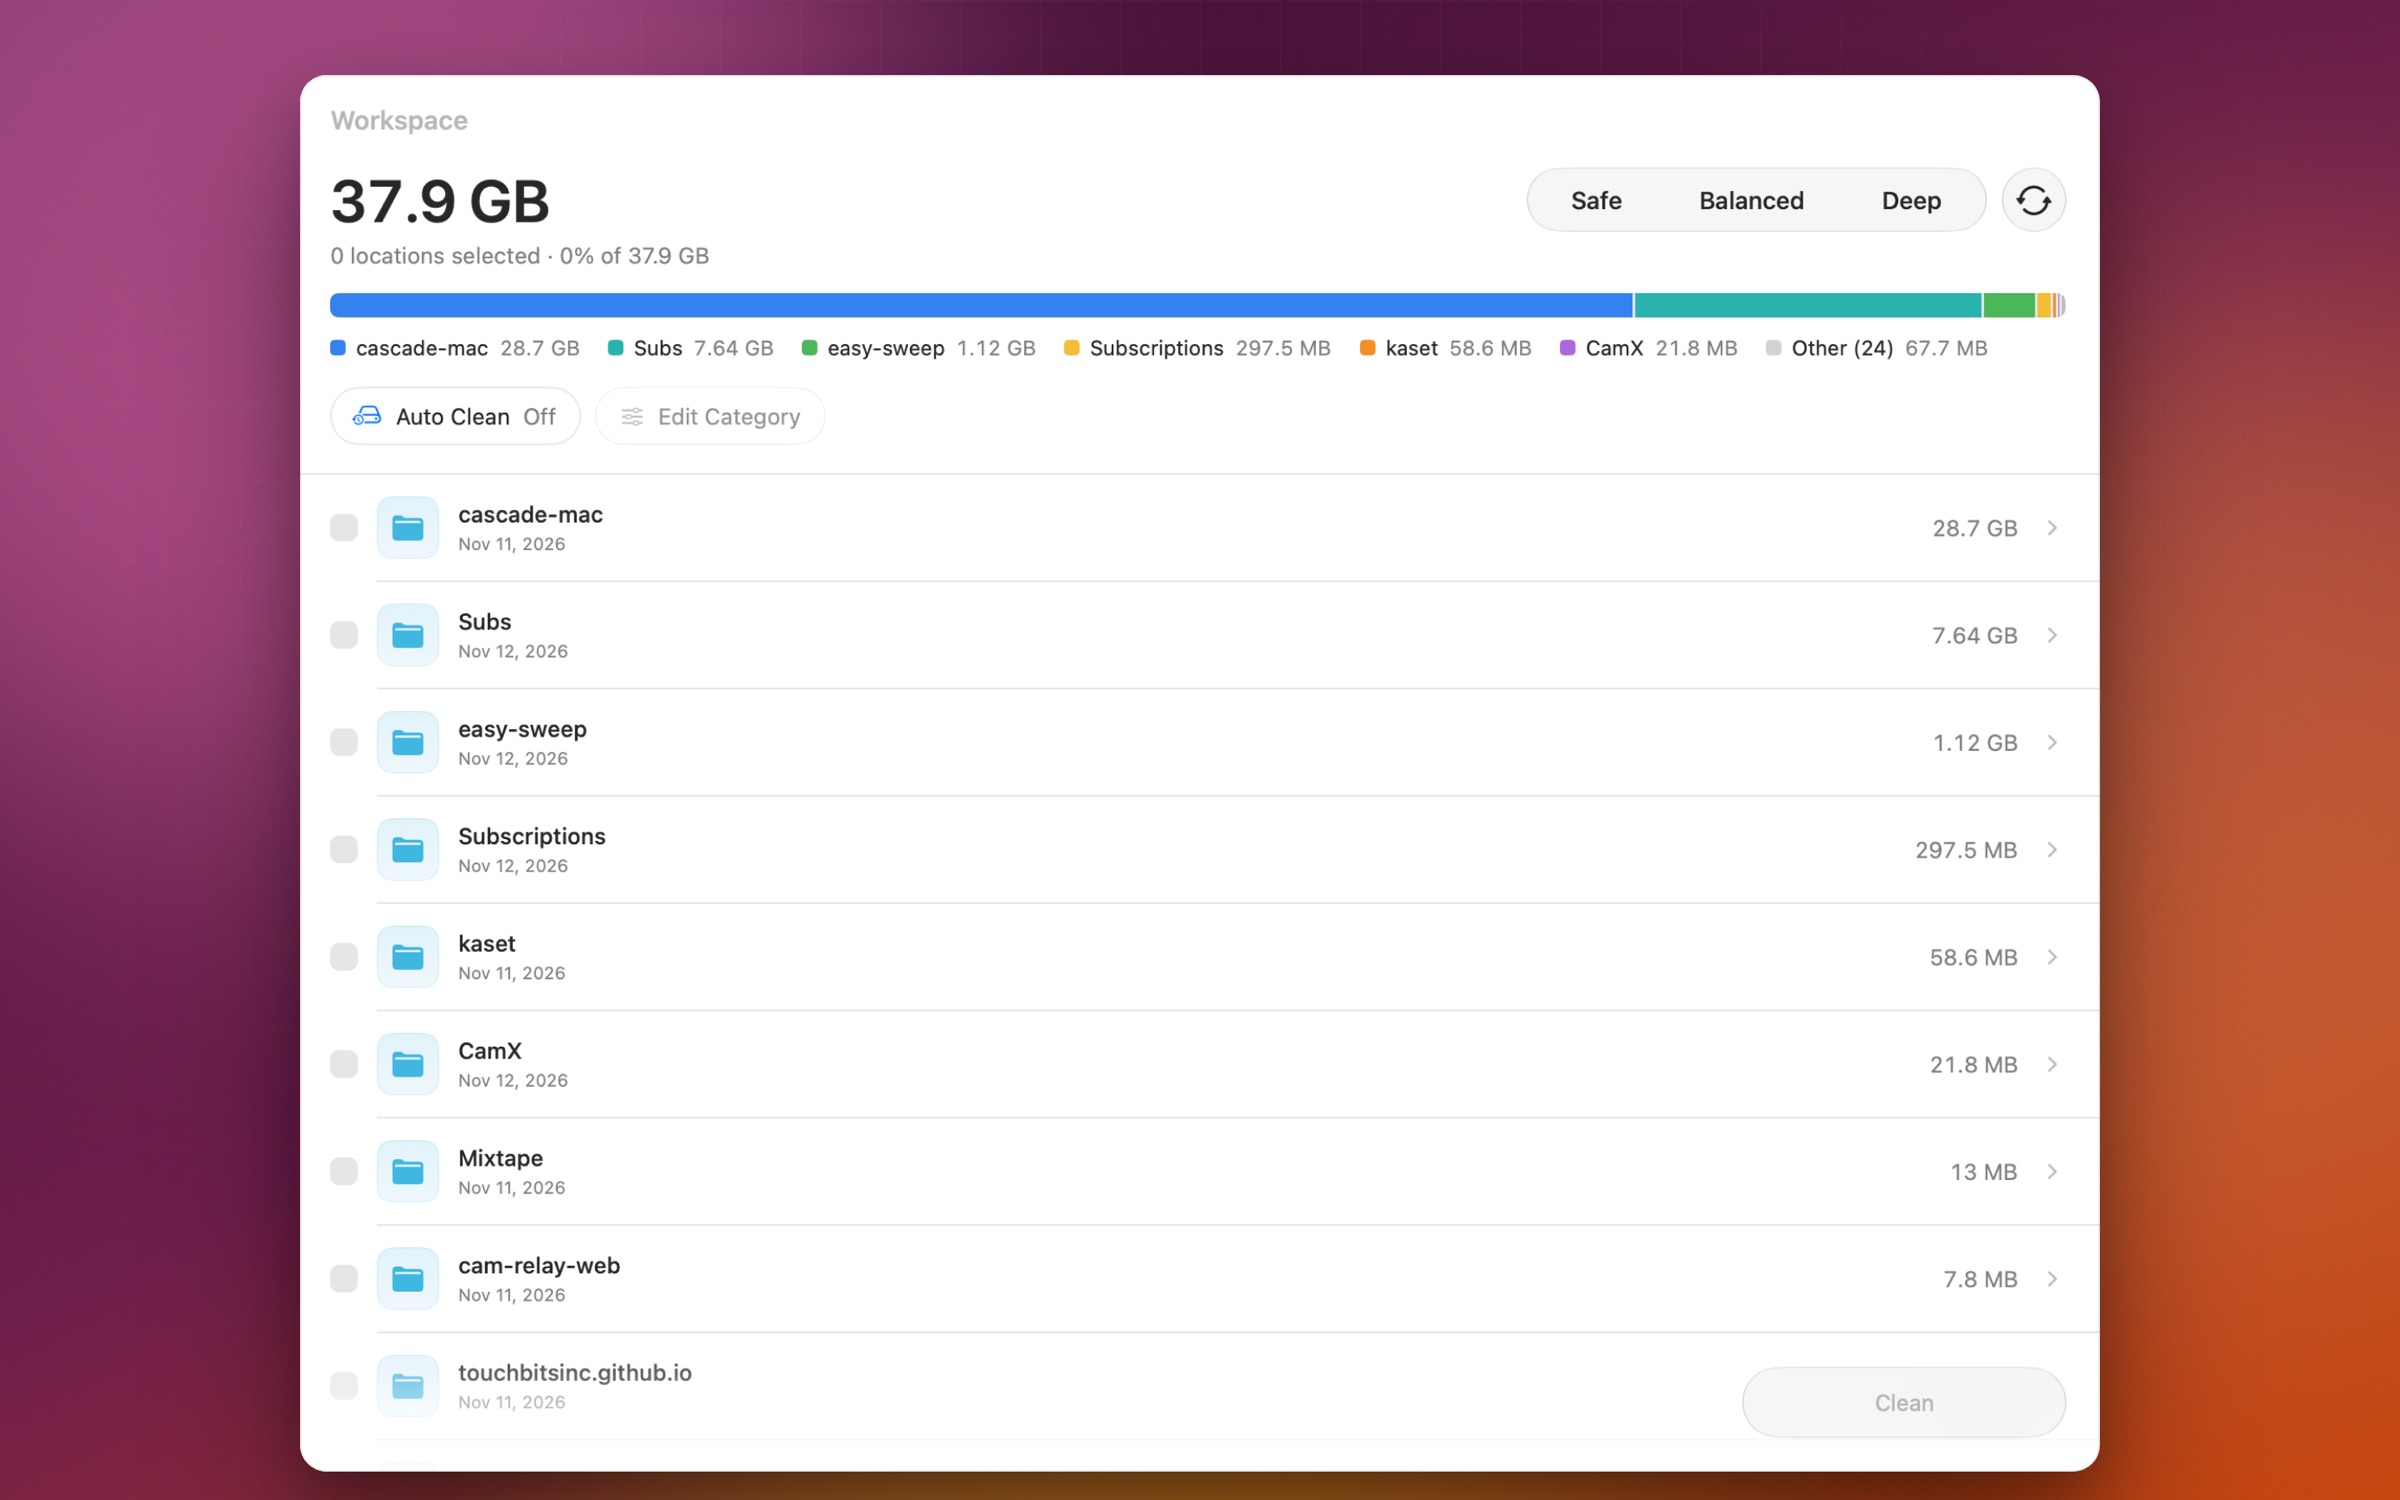 Workspace
37.9 GB
Safe Balanced Deep
0 locations selected · 0% of 37.9 GB
cascade-mac 28.7 GB Subs 7.64 GB easy-sweep 1.12 GB Subscriptions 297.5 MB kaset 58.6 MB CamX 21.8 MB Other (24) 67.7 MB
Auto Clean Off Edit Category
cascade-mac
Nov 11, 2026
28.7 GB
Subs
Nov 12, 2026
7.64 GB
easy-sweep
Nov 12, 2026
1.12 GB
Subscriptions
Nov 12, 2026
297.5 MB
kaset
Nov 11, 2026
58.6 MB
CamX
Nov 12, 2026
21.8 MB
Mixtape
Nov 11, 2026
13 MB
cam-relay-web
Nov 11, 2026
7.8 MB
touchbitsinc.github.io
Nov 11, 2026
Clean